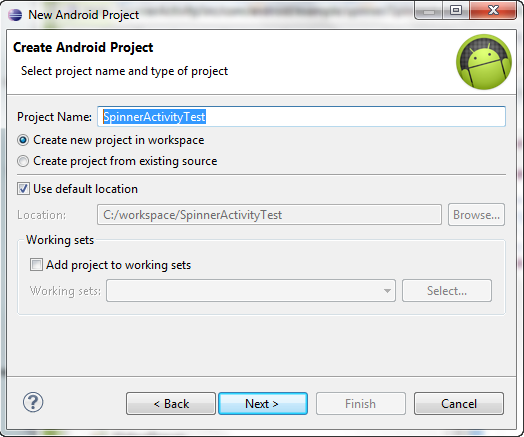 New Android Project
Create Android Project
Select project name and type of project
Project Name: SpinnerActivityTest
Create new project in workspace
Create project from existing source
Use default location
Location: C:/workspace/SpinnerActivityTest Browse...
Working sets
Add project to working sets
Working sets: Select...
? < Back Next > Finish Cancel